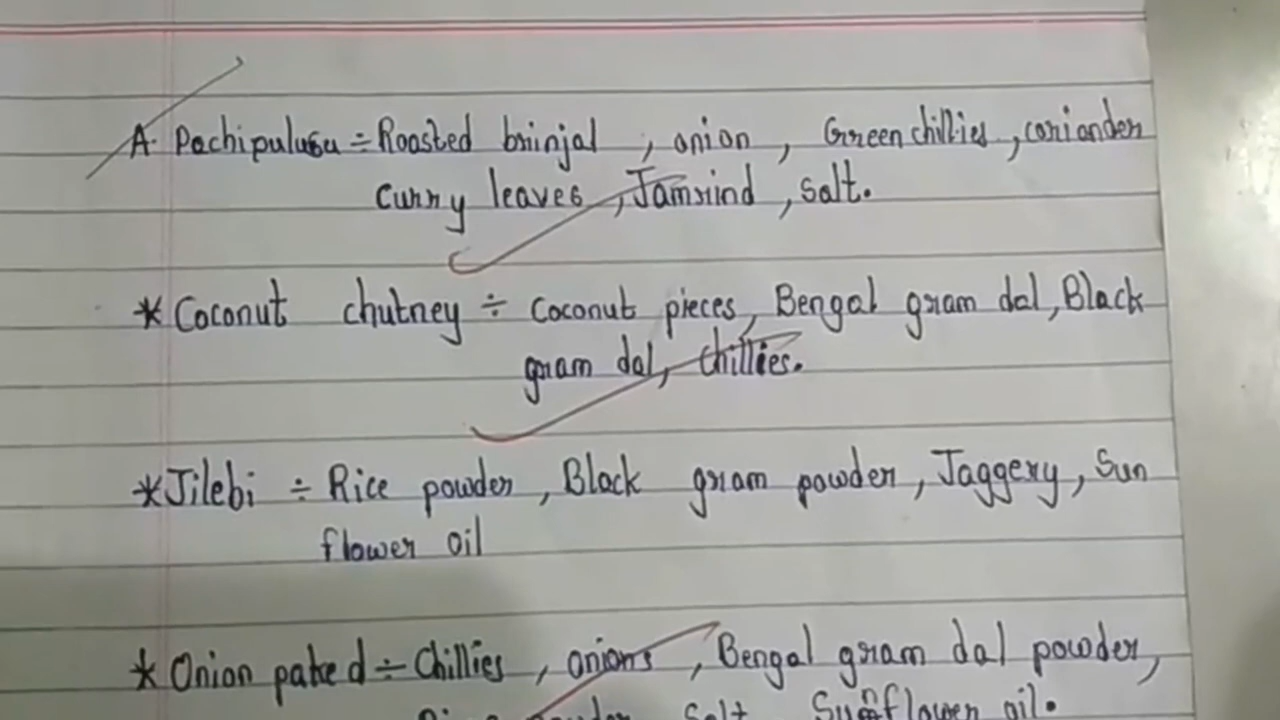 A. Pachipulusu ÷ Roasted brinjal , onion , Green chillies , coriander
curry leaves , Jamrind , salt.
* Coconut chutney ÷ Coconut pieces, Bengal gram dal, Black
gram dal, chillies.
* Jilebi ÷ Rice powder , Black gram powder , Jaggery , Sun
flower oil
* Onion paked ÷ Chillies , onions , Bengal gram dal powder,
Salt Sunflower oil.